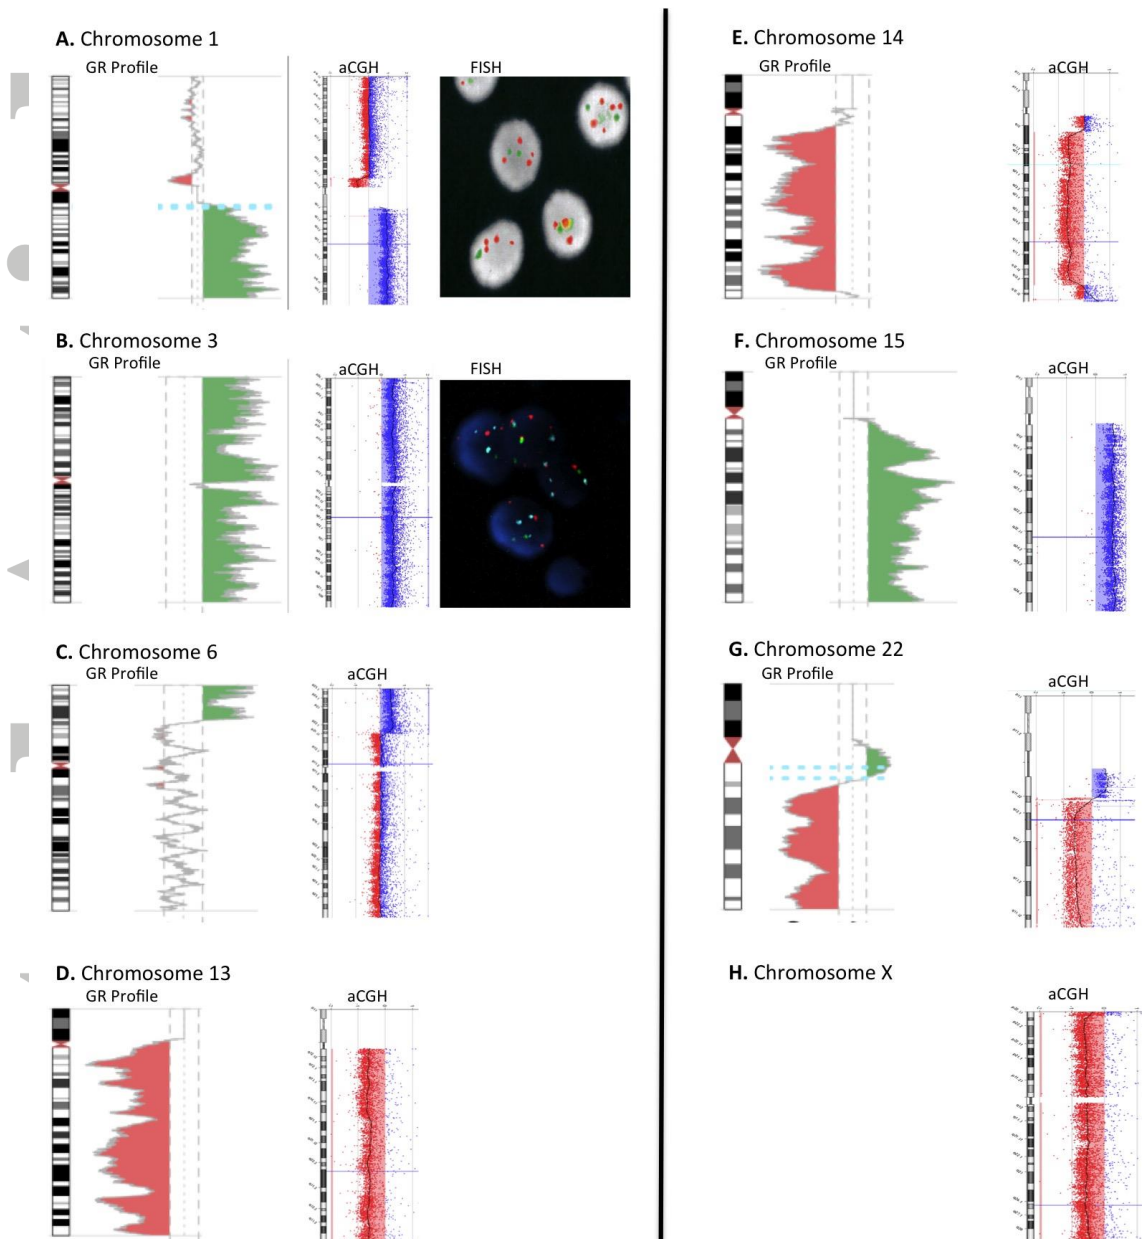 A. Chromosome 1
GR Profile
aCGH
FISH
B. Chromosome 3
GR Profile
aCGH
FISH
C. Chromosome 6
GR Profile
aCGH
D. Chromosome 13
GR Profile
aCGH
E. Chromosome 14
GR Profile
aCGH
F. Chromosome 15
GR Profile
aCGH
G. Chromosome 22
GR Profile
aCGH
H. Chromosome X
aCGH